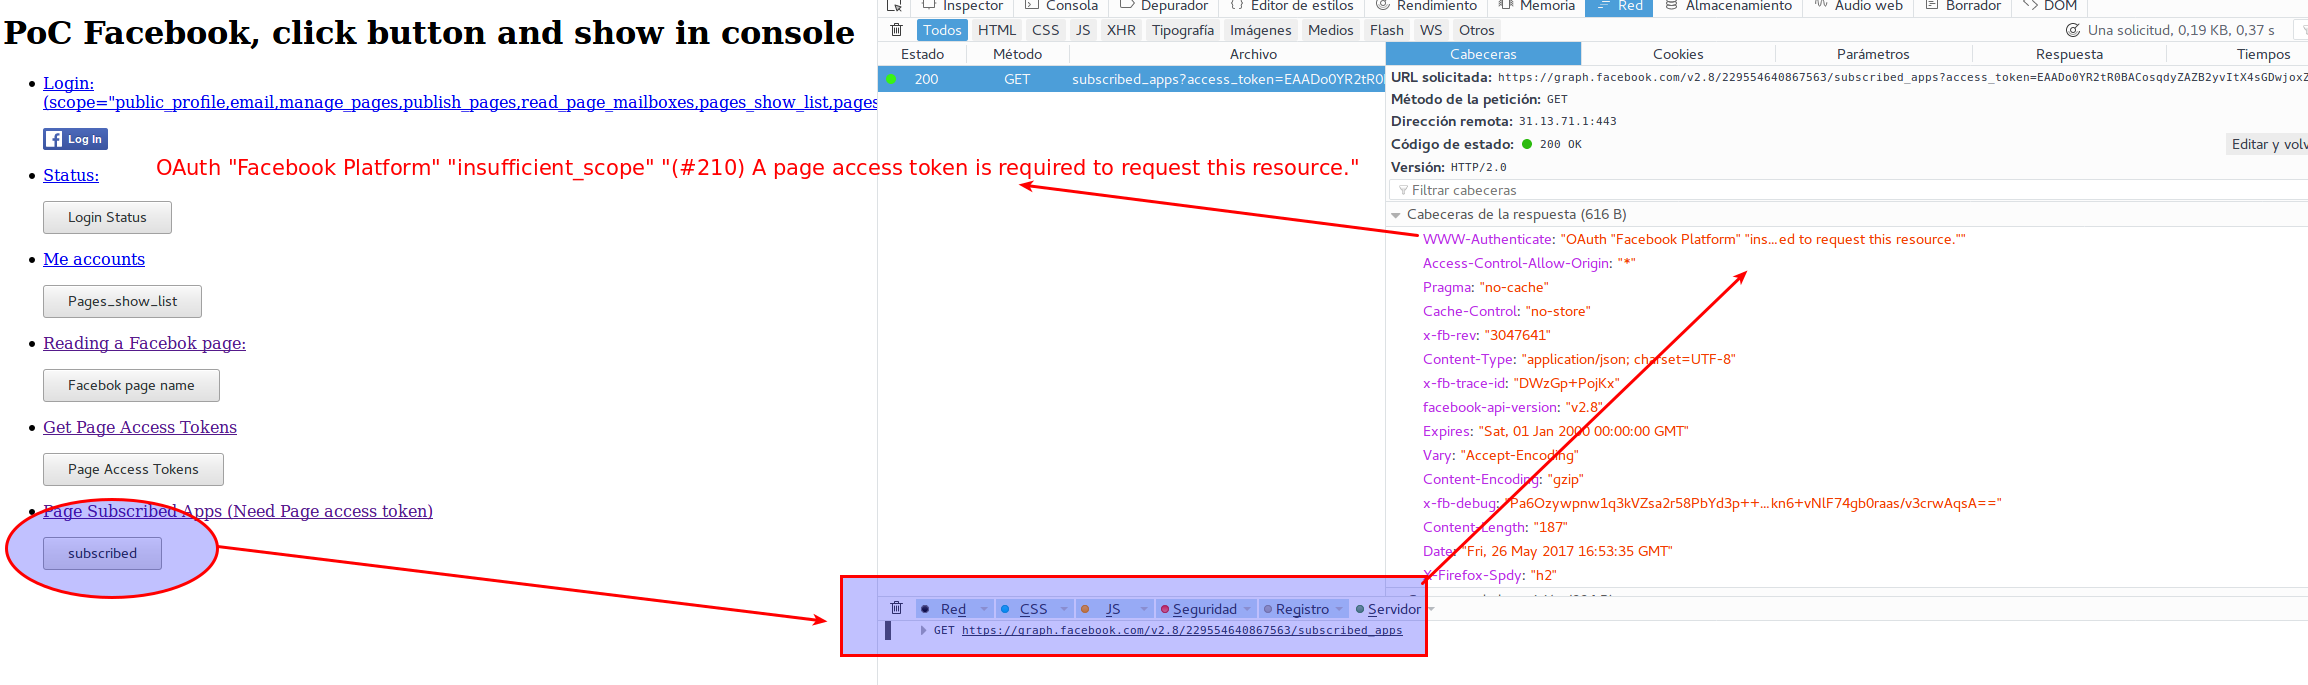 PoC Facebook, click button and show in console
Login:
(scope="public_profile,email,manage_pages,publish_pages,read_page_mailboxes,pages_show_list,pages
Log In
Status:
Login Status
Me accounts
Pages_show_list
Reading a Facebok page:
Facebok page name
Get Page Access Tokens
Page Access Tokens
Page Subscribed Apps (Need Page access token)
subscribed
OAuth "Facebook Platform" "insufficient_scope" "(#210) A page access token is required to request this resource."
Inspector Consola Depurador Editor de estilos Rendimiento Memoria Red Almacenamiento Audio web Borrador DOM
Todos HTML CSS JS XHR Tipografía Imágenes Medios Flash WS Otros Una solicitud, 0,19 KB, 0,37 s
Estado Método Archivo
200 GET subscribed_apps?access_token=EAADo0YR2tR0
Cabeceras Cookies Parámetros Respuesta Tiempos
URL solicitada: https://graph.facebook.com/v2.8/229554640867563/subscribed_apps?access_token=EAADo0YR2tR0BACosqdyZAZB2yvItX4sGDwjoxZ
Método de la petición: GET
Dirección remota: 31.13.71.1:443
Código de estado: 200 OK Editar y volv
Versión: HTTP/2.0
Filtrar cabeceras
Cabeceras de la respuesta (616 B)
WWW-Authenticate: "OAuth "Facebook Platform" "ins…ed to request this resource.""
Access-Control-Allow-Origin: "*"
Pragma: "no-cache"
Cache-Control: "no-store"
x-fb-rev: "3047641"
Content-Type: "application/json; charset=UTF-8"
x-fb-trace-id: "DWzGp+PojKx"
facebook-api-version: "v2.8"
Expires: "Sat, 01 Jan 2000 00:00:00 GMT"
Vary: "Accept-Encoding"
Content-Encoding: "gzip"
x-fb-debug: "Pa6Ozywpnw1q3kVZsa2r58PbYd3p++…kn6+vNlF74gb0raas/v3crwAqsA=="
Content-Length: "187"
Date: "Fri, 26 May 2017 16:53:35 GMT"
X-Firefox-Spdy: "h2"
Red CSS JS Seguridad Registro Servidor
GET https://graph.facebook.com/v2.8/229554640867563/subscribed_apps